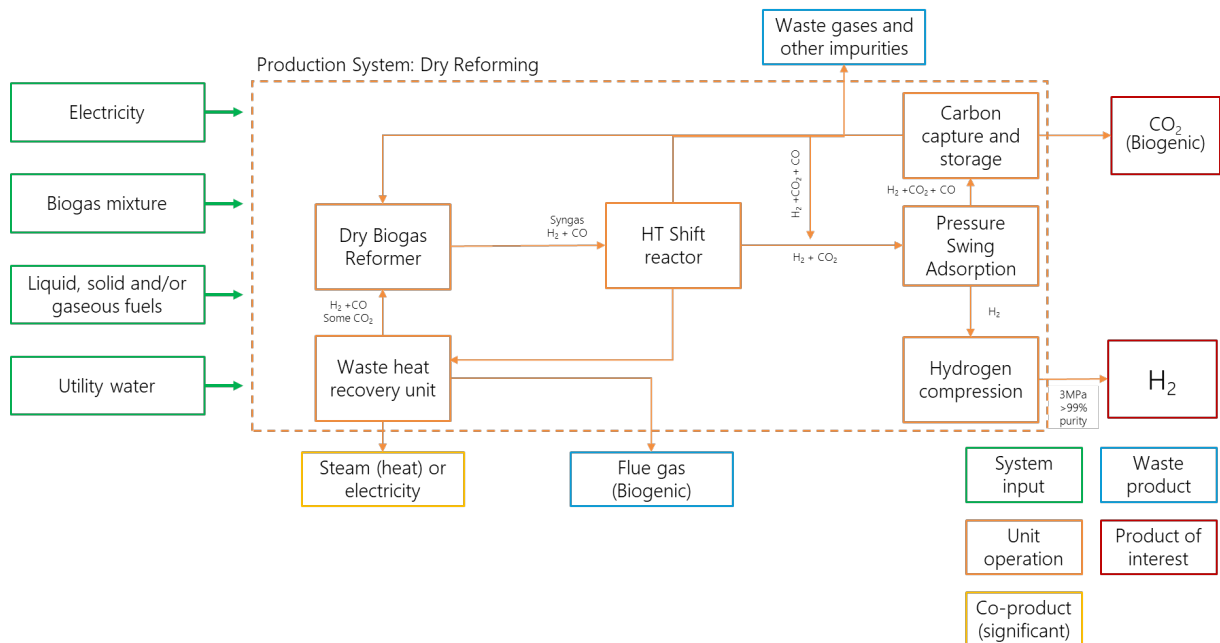 Waste gases and
other impurities
Production System: Dry Reforming
Electricity
Biogas mixture
Liquid, solid and/or
gaseous fuels
Utility water
Carbon
capture and
storage
CO₂
(Biogenic)
H₂ +CO₂ + CO
H₂ +CO₂ + CO
Dry Biogas
Reformer
Syngas
H₂ + CO
HT Shift
reactor
H₂ + CO₂
Pressure
Swing
Adsorption
H₂ +CO
Some CO₂
H₂
Waste heat
recovery unit
Hydrogen
compression
3MPa
>99%
purity
H₂
Steam (heat) or
electricity
Flue gas
(Biogenic)
System
input
Waste
product
Unit
operation
Product of
interest
Co-product
(significant)